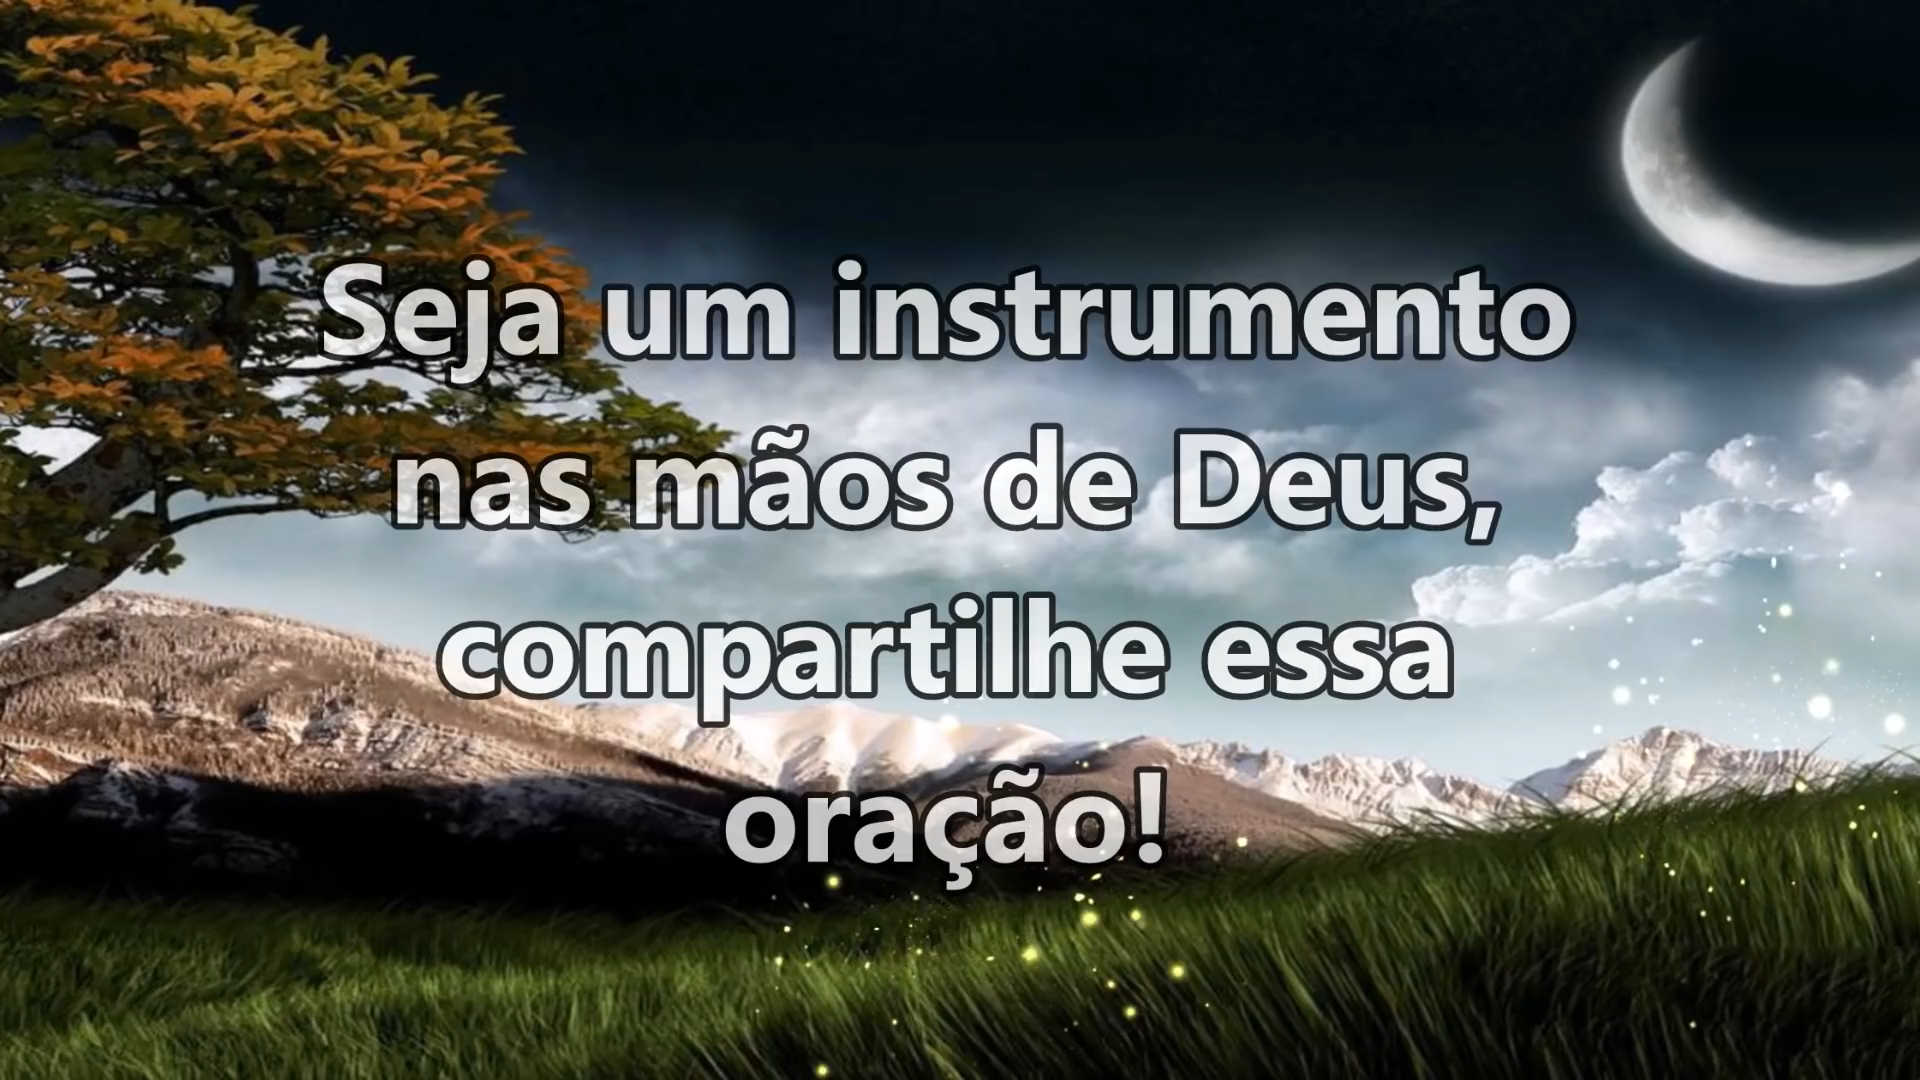 Seja um instrumento
nas mãos de Deus,
compartilhe essa
oração!